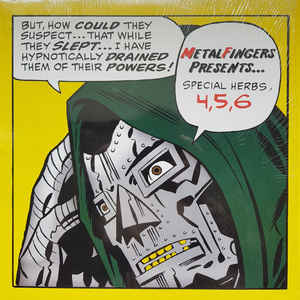 BUT, HOW COULD THEY
SUSPECT...THAT WHILE
THEY SLEPT...I HAVE
HYPNOTICALLY DRAINED
THEM OF THEIR POWERS!
METALFINGERS
PRESENTS...
SPECIAL HERBS,
4,5,6